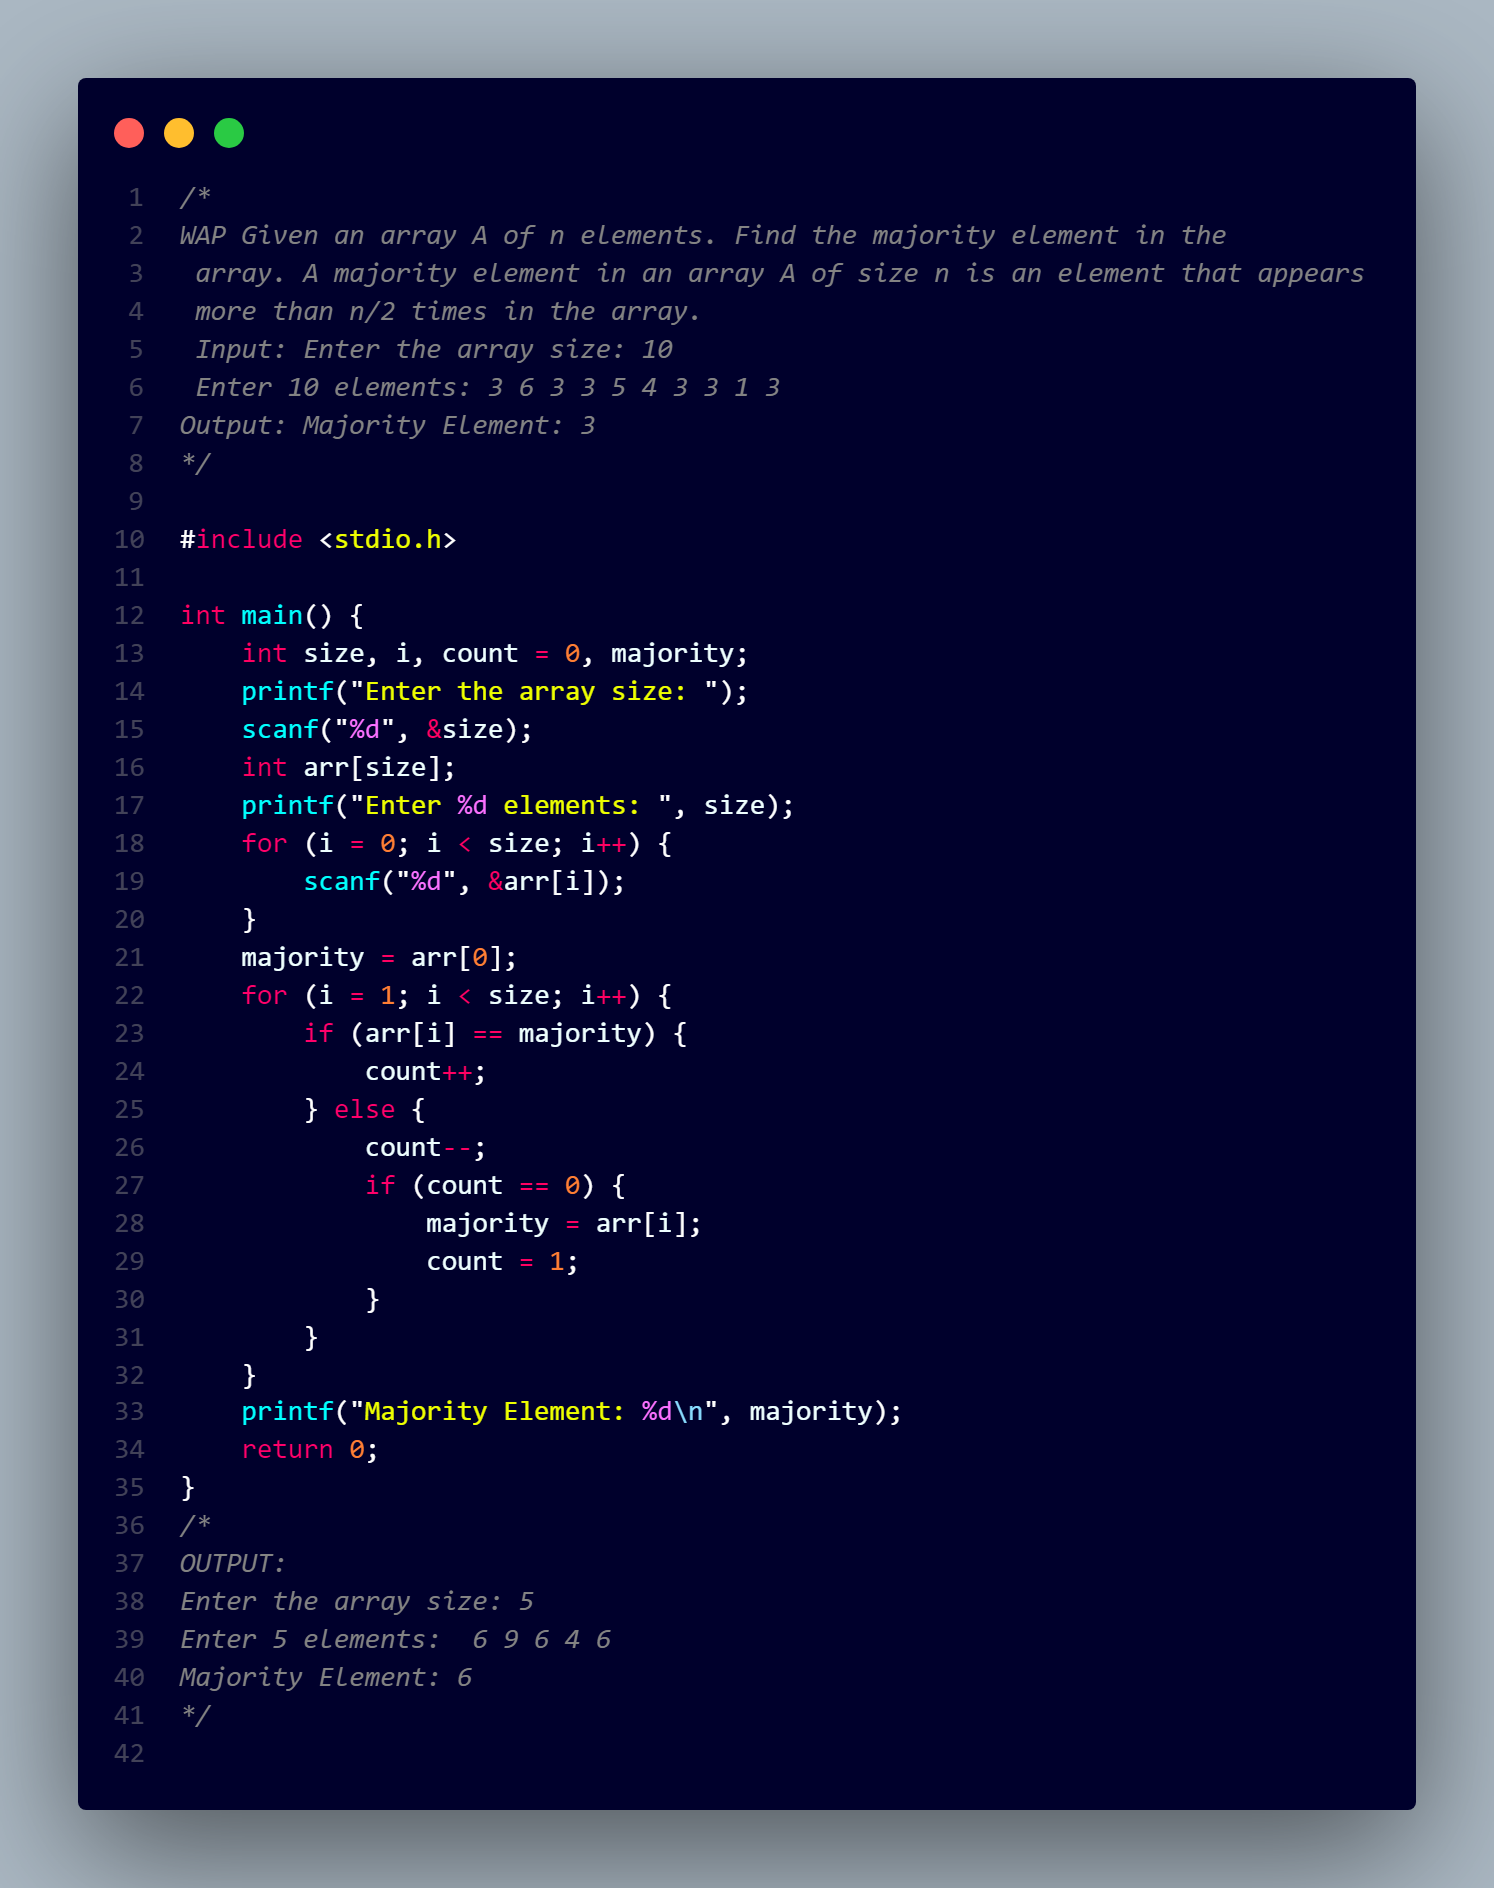 1 /*
2 WAP Given an array A of n elements. Find the majority element in the
3  array. A majority element in an array A of size n is an element that appears
4  more than n/2 times in the array.
5  Input: Enter the array size: 10
6  Enter 10 elements: 3 6 3 3 5 4 3 3 1 3
7 Output: Majority Element: 3
8 */
9
10 #include <stdio.h>
11
12 int main() {
13     int size, i, count = 0, majority;
14     printf("Enter the array size: ");
15     scanf("%d", &size);
16     int arr[size];
17     printf("Enter %d elements: ", size);
18     for (i = 0; i < size; i++) {
19         scanf("%d", &arr[i]);
20     }
21     majority = arr[0];
22     for (i = 1; i < size; i++) {
23         if (arr[i] == majority) {
24             count++;
25         } else {
26             count--;
27             if (count == 0) {
28                 majority = arr[i];
29                 count = 1;
30             }
31         }
32     }
33     printf("Majority Element: %d\n", majority);
34     return 0;
35 }
36 /*
37 OUTPUT:
38 Enter the array size: 5
39 Enter 5 elements:  6 9 6 4 6
40 Majority Element: 6
41 */
42